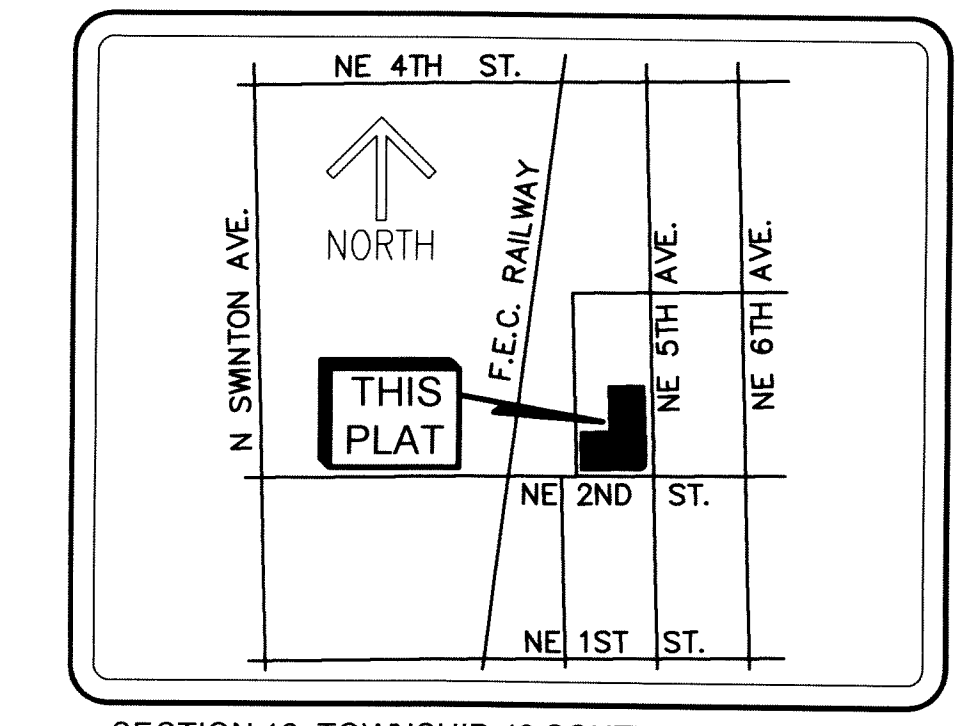 NE 4TH ST.
NORTH
N SWINTON AVE.
F.E.C. RAILWAY
NE 5TH AVE.
NE 6TH AVE.
THIS
PLAT
NE 2ND ST.
NE 1ST ST.